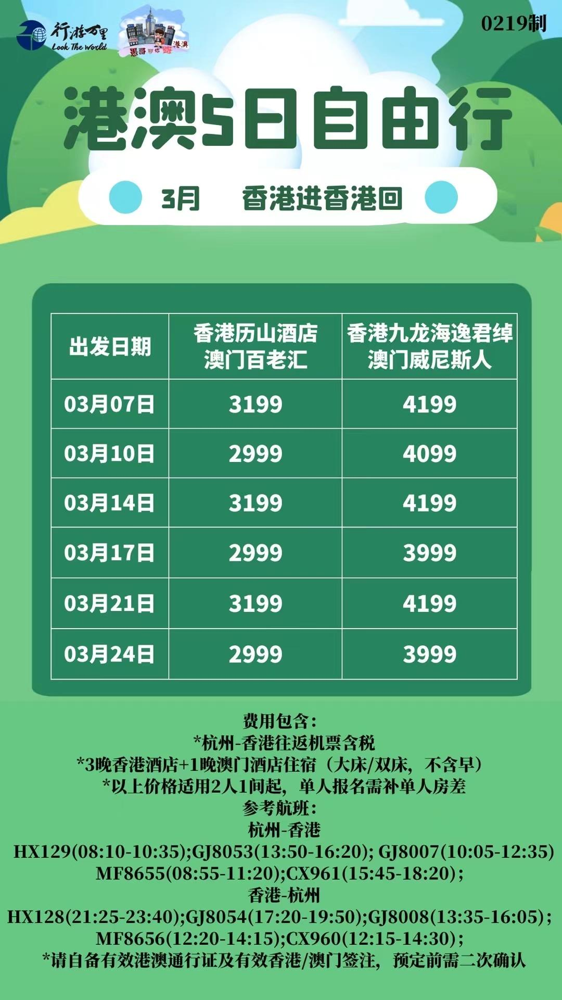 行游万里
Look The World
愚哥带你嗨港澳
0219制
港澳5日自由行
3月 香港进香港回
出发日期 香港历山酒店 澳门百老汇 香港九龙海逸君绰 澳门威尼斯人
03月07日 3199 4199
03月10日 2999 4099
03月14日 3199 4199
03月17日 2999 3999
03月21日 3199 4199
03月24日 2999 3999
费用包含：
*杭州-香港往返机票含税
*3晚香港酒店+1晚澳门酒店住宿（大床/双床，不含早）
*以上价格适用2人1间起，单人报名需补单人房差
参考航班：
杭州-香港
HX129(08:10-10:35);GJ8053(13:50-16:20); GJ8007(10:05-12:35)
MF8655(08:55-11:20);CX961(15:45-18:20)；
香港-杭州
HX128(21:25-23:40);GJ8054(17:20-19:50);GJ8008(13:35-16:05)；
MF8656(12:20-14:15);CX960(12:15-14:30)；
*请自备有效港澳通行证及有效香港/澳门签注，预定前需二次确认